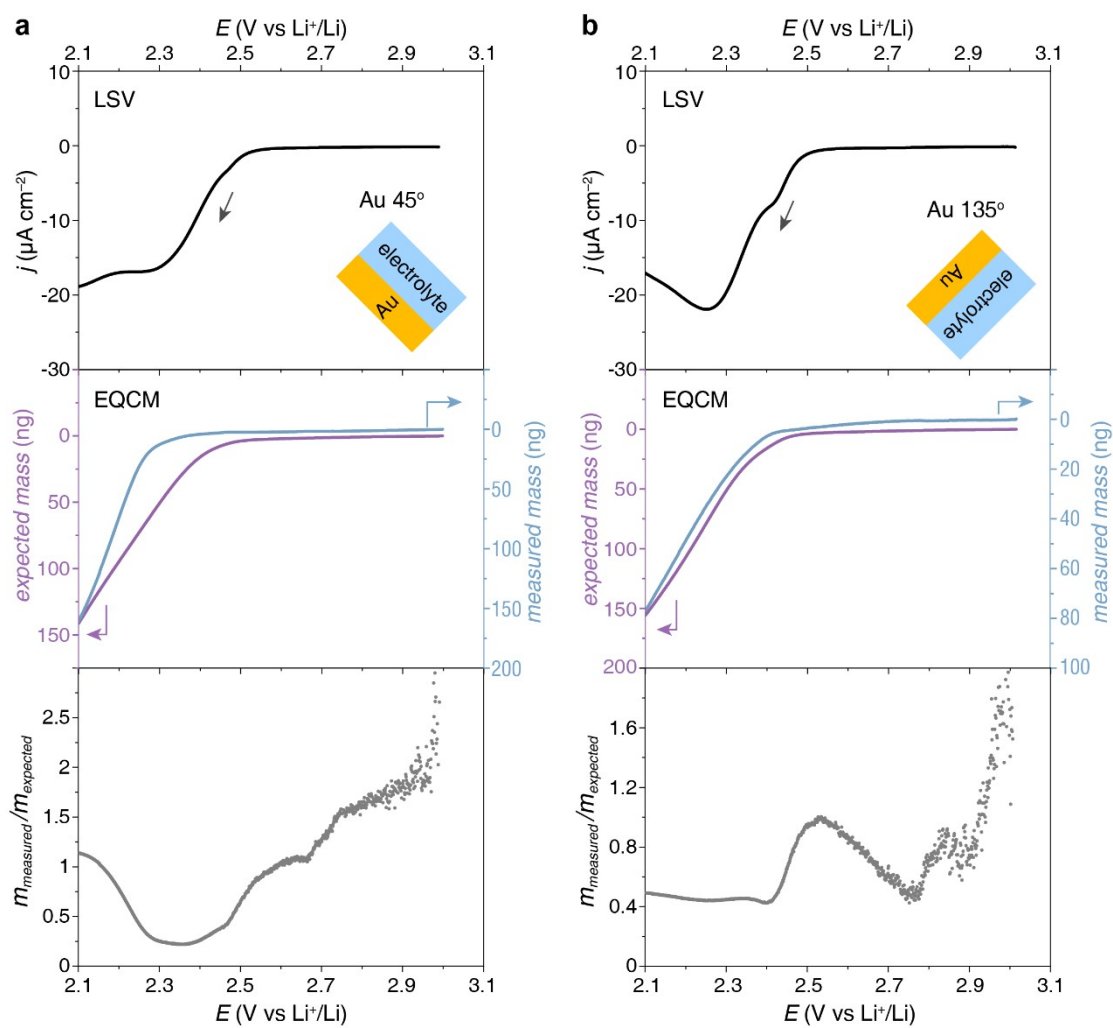 a
E (V vs Li⁺/Li)
2.1 2.3 2.5 2.7 2.9 3.1
10
0
-10
-20
-30
j (µA cm⁻²)
LSV
Au 45°
electrolyte
Au
EQCM
0
50
100
150
expected mass (ng)
0
50
100
150
200
measured mass (ng)
2.5
2
1.5
1
0.5
0
m measured/m expected
2.1 2.3 2.5 2.7 2.9 3.1
E (V vs Li⁺/Li)
b
E (V vs Li⁺/Li)
2.1 2.3 2.5 2.7 2.9 3.1
10
0
-10
-20
-30
j (µA cm⁻²)
LSV
Au 135°
Au
electrolyte
EQCM
0
50
100
150
200
expected mass (ng)
0
20
40
60
80
100
measured mass (ng)
1.6
1.2
0.8
0.4
0
m measured/m expected
2.1 2.3 2.5 2.7 2.9 3.1
E (V vs Li⁺/Li)